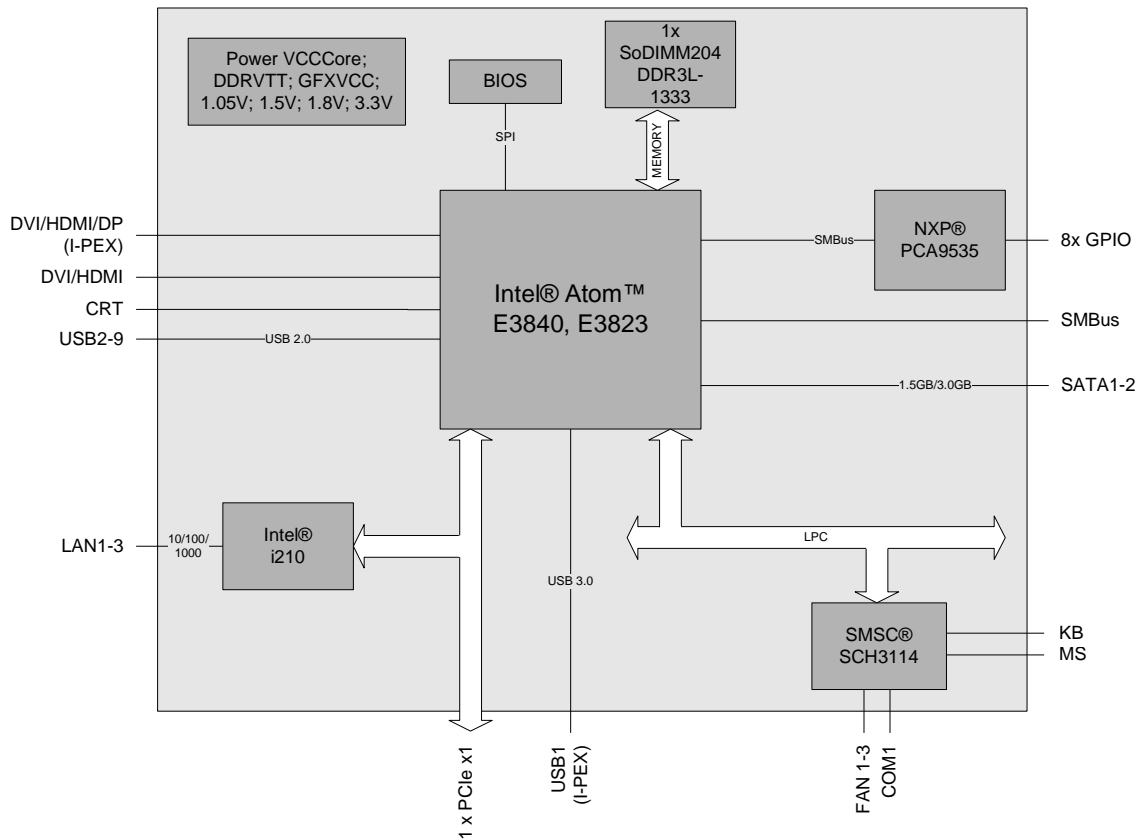 Power VCCCore;
DDRVTT; GFXVCC;
1.05V; 1.5V; 1.8V; 3.3V
BIOS
1x
SoDIMM204
DDR3L-
1333
SPI
MEMORY
DVI/HDMI/DP
(I-PEX)
DVI/HDMI
CRT
USB2-9
USB 2.0
Intel® Atom™
E3840, E3823
SMBus
NXP®
PCA9535
8x GPIO
SMBus
1.5GB/3.0GB
SATA1-2
LAN1-3
10/100/
1000
Intel®
i210
USB 3.0
LPC
SMSC®
SCH3114
KB
MS
1 x PCIe x1
USB1
(I-PEX)
FAN 1-3
COM1